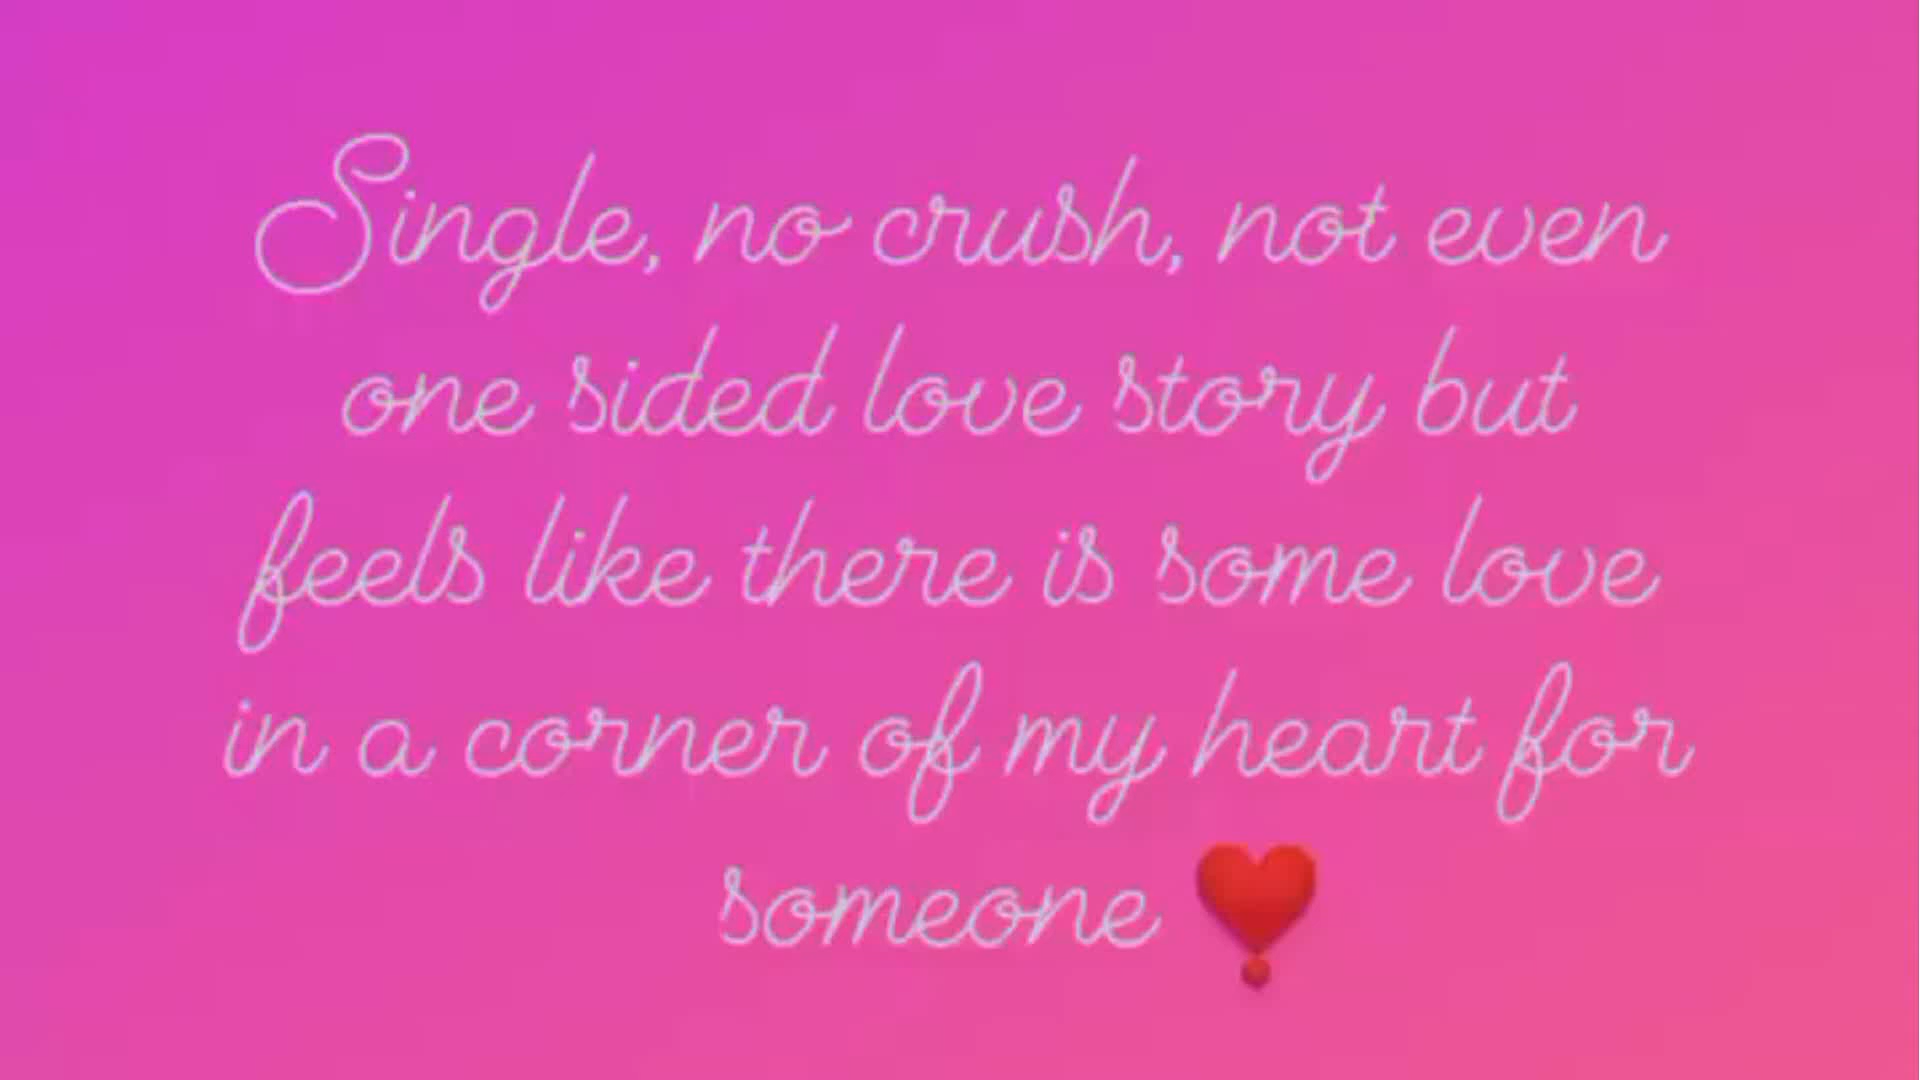 Single, no crush, not even
one sided love story but
feels like there is some love
in a corner of my heart for
someone ❣️